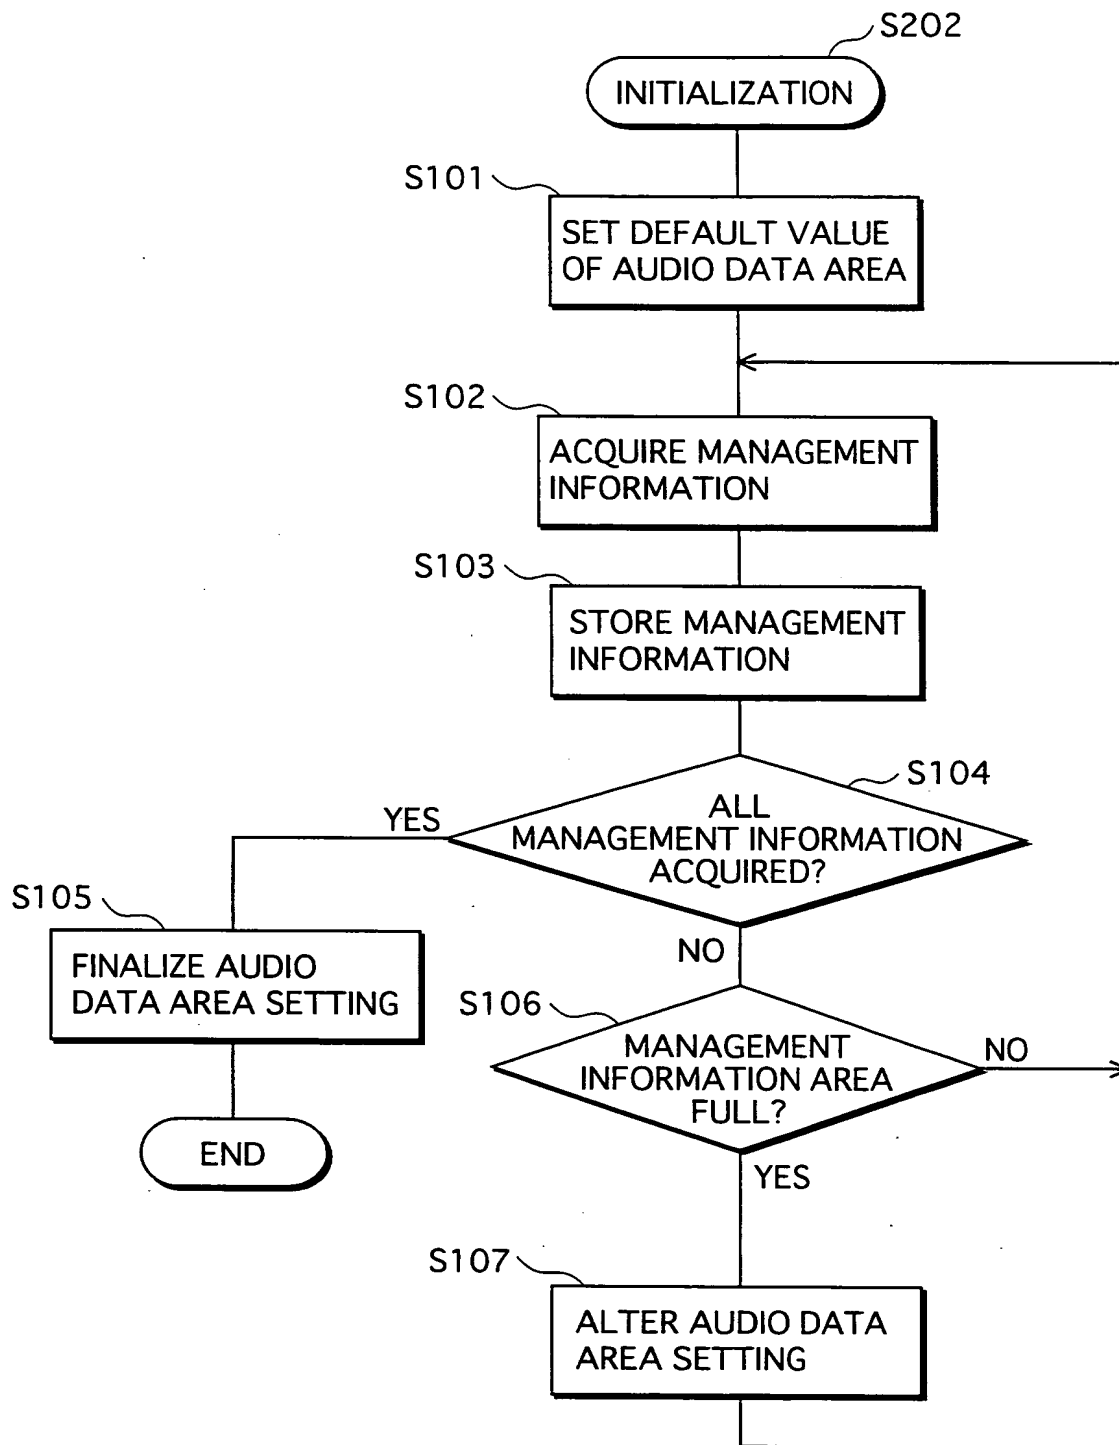 S202
INITIALIZATION
S101
SET DEFAULT VALUE
OF AUDIO DATA AREA
S102
ACQUIRE MANAGEMENT
INFORMATION
S103
STORE MANAGEMENT
INFORMATION
S104
ALL
MANAGEMENT INFORMATION
ACQUIRED?
YES
S105
FINALIZE AUDIO
DATA AREA SETTING
END
NO
S106
MANAGEMENT
INFORMATION AREA
FULL?
NO
YES
S107
ALTER AUDIO DATA
AREA SETTING